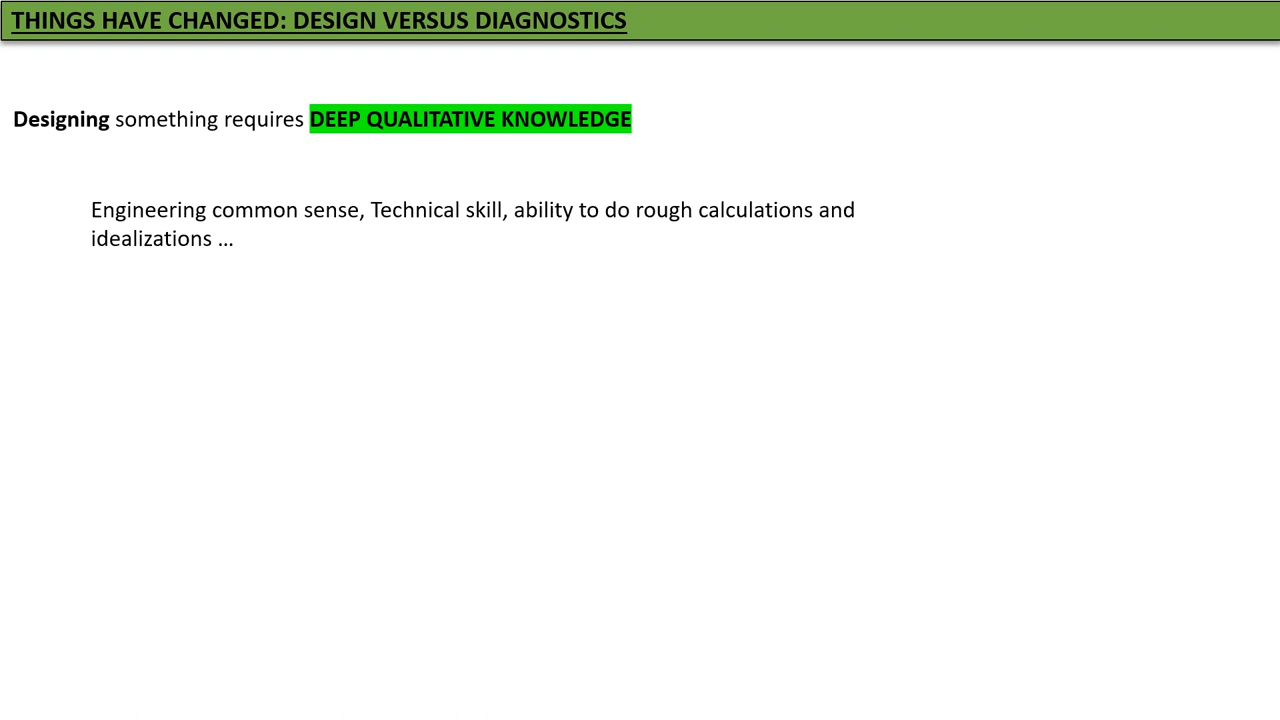 THINGS HAVE CHANGED: DESIGN VERSUS DIAGNOSTICS
Designing something requires DEEP QUALITATIVE KNOWLEDGE
Engineering common sense, Technical skill, ability to do rough calculations and
idealizations ...